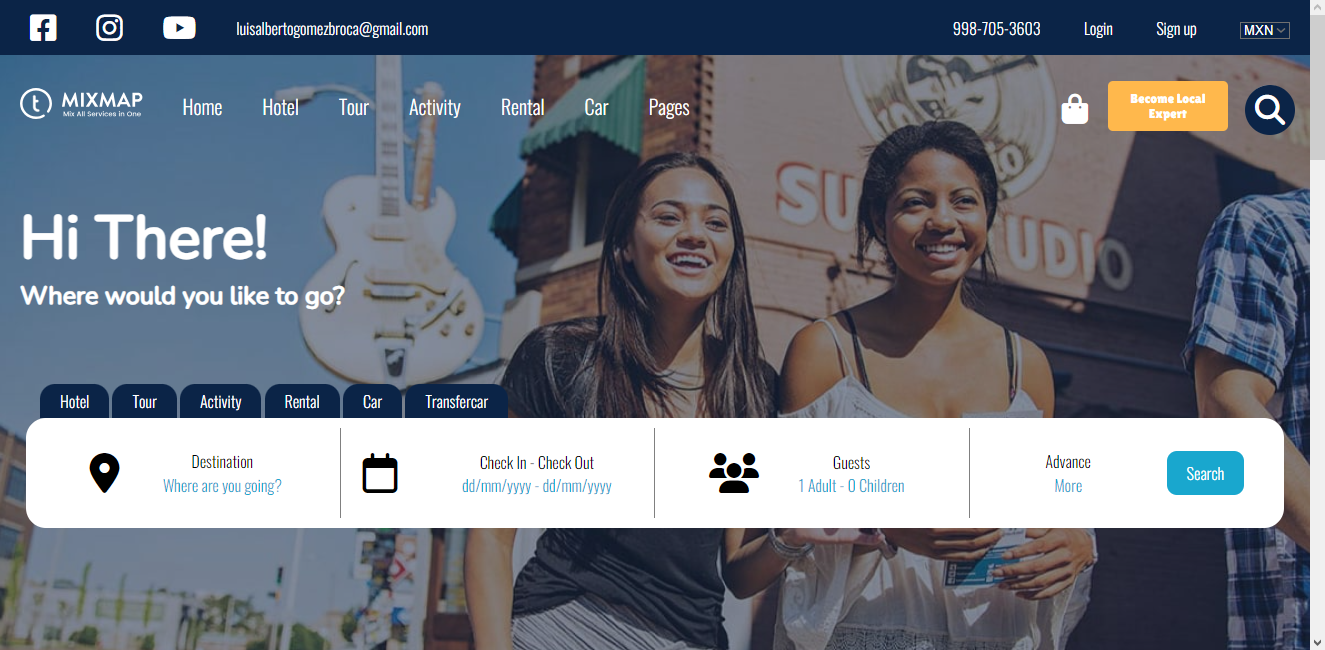 luisalbertogomezbroca@gmail.com
998-705-3603
Login
Sign up
MXN
t MIXMAP
Mix All Services in One
Home
Hotel
Tour
Activity
Rental
Car
Pages
Become Local
Expert
SU
UDIO
Hi There!
Where would you like to go?
Hotel
Tour
Activity
Rental
Car
Transfercar
Destination
Where are you going?
Check In - Check Out
dd/mm/yyyy - dd/mm/yyyy
Guests
1 Adult - 0 Children
Advance
More
Search